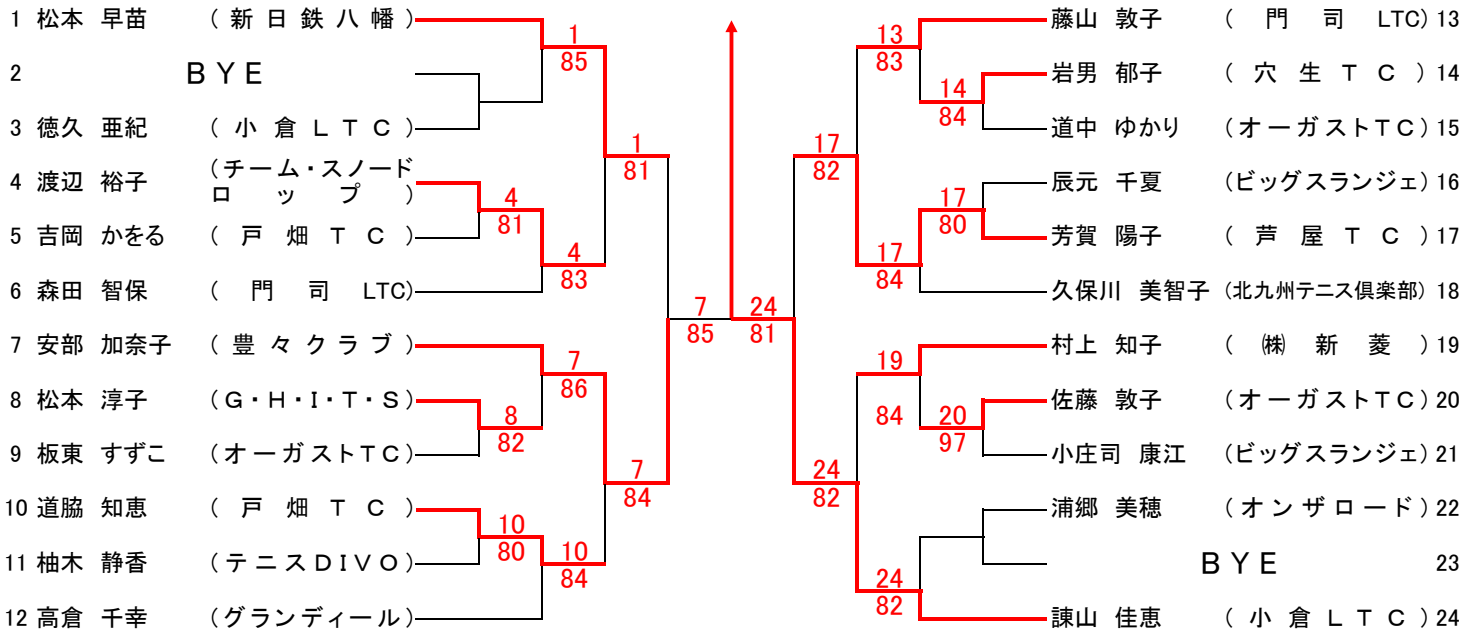 1 松本 早苗 (新日鉄八幡)
2 BYE
3 徳久 亜紀 (小倉LTC)
4 渡辺 裕子 (チーム・スノードロップ)
5 吉岡 かをる (戸畑TC)
6 森田 智保 (門司LTC)
7 安部 加奈子 (豊々クラブ)
8 松本 淳子 (G・H・I・T・S)
9 板東 すずこ (オーガストTC)
10 道脇 知恵 (戸畑TC)
11 柚木 静香 (テニスDIVO)
12 高倉 千幸 (グランディール)
1
85
4
81
4
83
1
81
7
86
8
82
10
80
10
84
7
84
7
85
24
81
17
82
24
82
13
83
14
84
17
80
17
84
19
84
20
97
24
82
藤山 敦子 (門司LTC) 13
岩男 郁子 (穴生TC) 14
道中 ゆかり (オーガストTC) 15
辰元 千夏 (ビッグスランジェ) 16
芳賀 陽子 (芦屋TC) 17
久保川 美智子 (北九州テニス倶楽部) 18
村上 知子 (㈱新菱) 19
佐藤 敦子 (オーガストTC) 20
小庄司 康江 (ビッグスランジェ) 21
浦郷 美穂 (オンザロード) 22
BYE 23
諌山 佳恵 (小倉LTC) 24